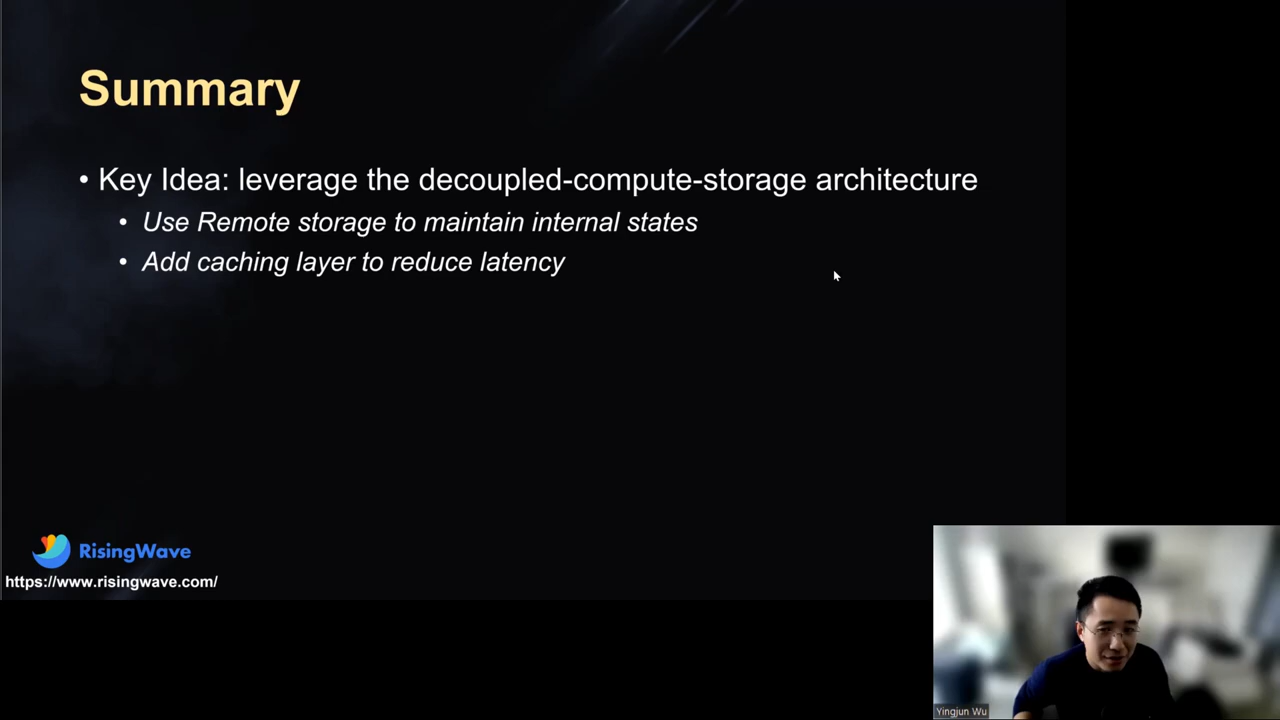 Summary
• Key Idea: leverage the decoupled-compute-storage architecture
• Use Remote storage to maintain internal states
• Add caching layer to reduce latency
RisingWave
https://www.risingwave.com/
Yingjun Wu